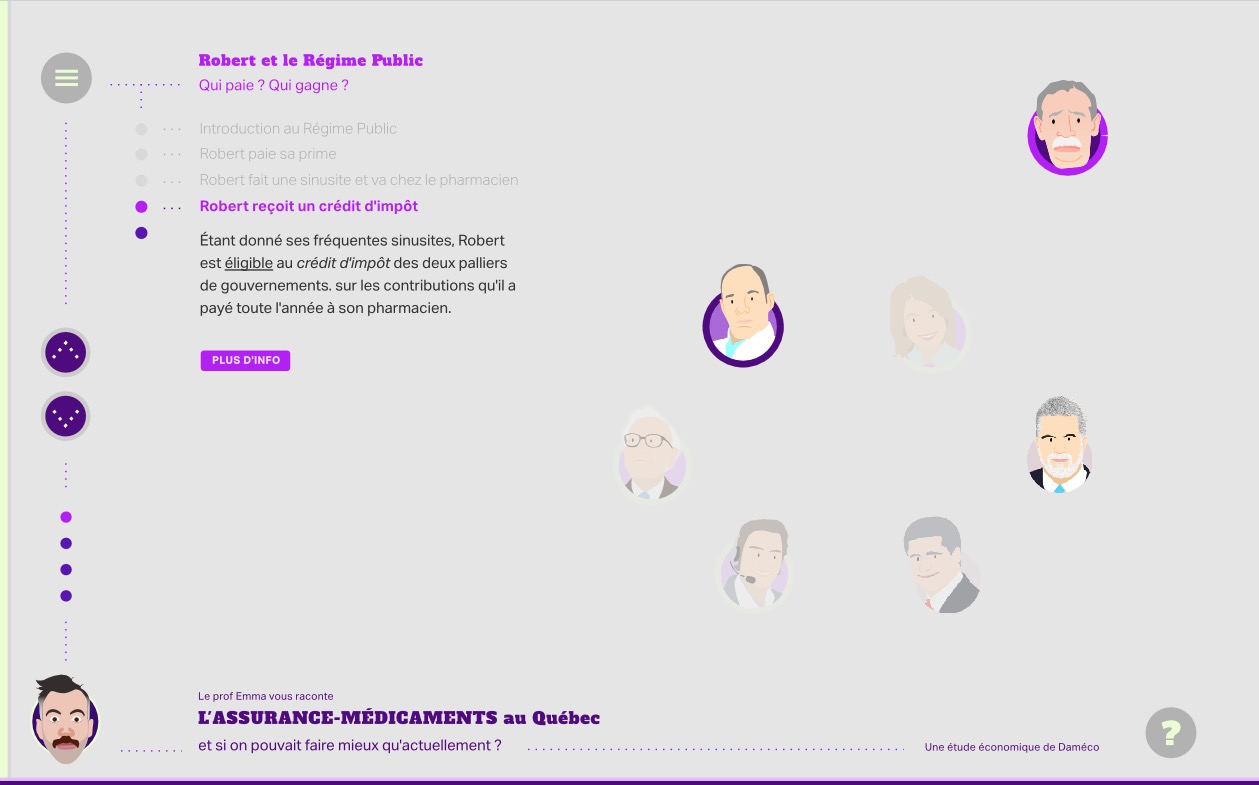 Robert et le Régime Public
Qui paie ? Qui gagne ?
Introduction au Régime Public
Robert paie sa prime
Robert fait une sinusite et va chez le pharmacien
Robert reçoit un crédit d'impôt
Étant donné ses fréquentes sinusites, Robert
est éligible au crédit d'impôt des deux palliers
de gouvernements. sur les contributions qu'il a
payé toute l'année à son pharmacien.
PLUS D'INFO
Le prof Emma vous raconte
L'ASSURANCE-MÉDICAMENTS au Québec
et si on pouvait faire mieux qu'actuellement ?
Une étude économique de Daméco
?